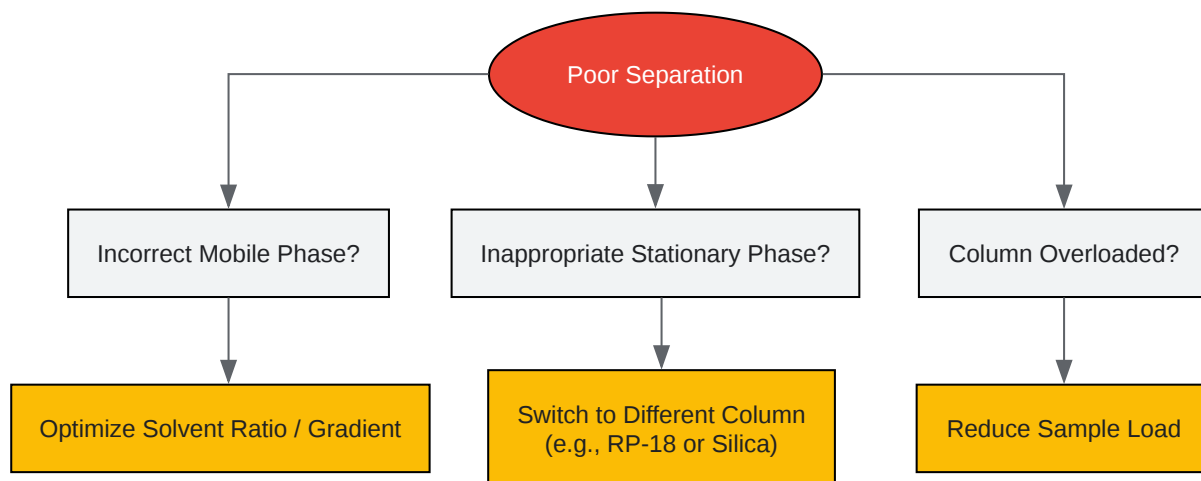 Poor Separation
Incorrect Mobile Phase?
Inappropriate Stationary Phase?
Column Overloaded?
Optimize Solvent Ratio / Gradient
Switch to Different Column
(e.g., RP-18 or Silica)
Reduce Sample Load